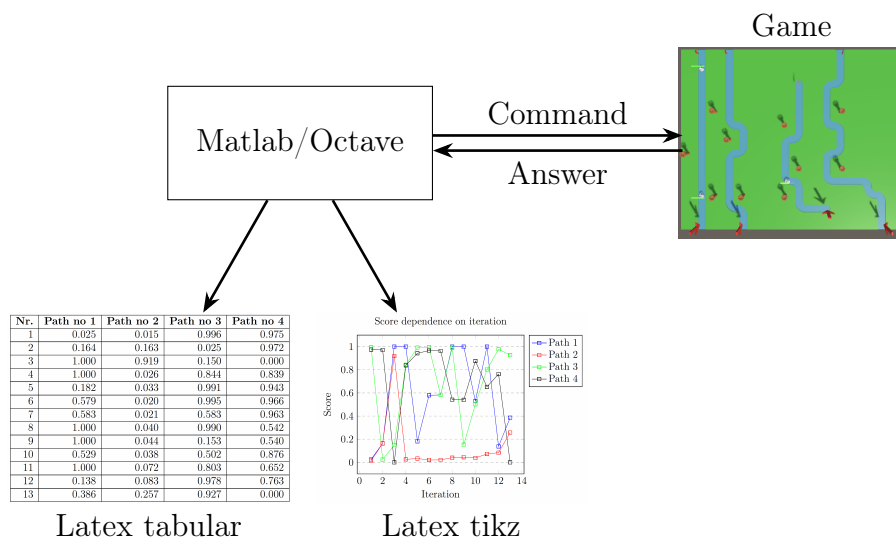 Game
Command
Matlab/Octave
Answer
Nr. Path no 1 Path no 2 Path no 3 Path no 4
1 0.025 0.015 0.996 0.975
2 0.164 0.163 0.025 0.972
3 1.000 0.919 0.150 0.000
4 1.000 0.026 0.844 0.839
5 0.182 0.033 0.991 0.943
6 0.579 0.020 0.995 0.966
7 0.583 0.021 0.583 0.963
8 1.000 0.040 0.990 0.542
9 1.000 0.044 0.153 0.540
10 0.529 0.038 0.502 0.876
11 1.000 0.072 0.803 0.652
12 0.138 0.083 0.978 0.763
13 0.386 0.257 0.927 0.000
Latex tabular
Score dependence on iteration
Path 1
Path 2
Path 3
Path 4
Score
1
0.8
0.6
0.4
0.2
0
0 2 4 6 8 10 12 14
Iteration
Latex tikz